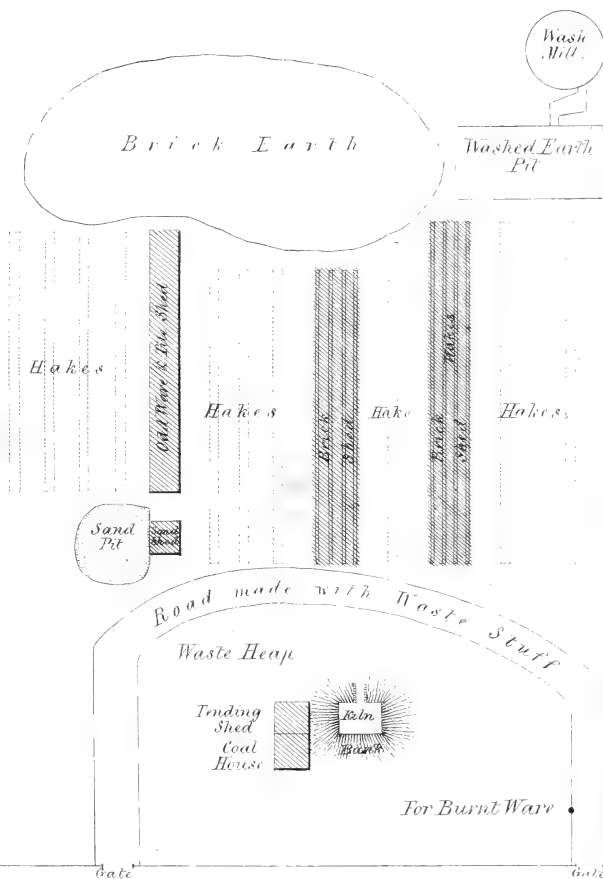 Wash
Mill.
Brick Earth
Washed Earth
Pit
Hakes
Odd Ware & Tile Shed
Hakes
Brick
Shed
Hake
Hakes
Brick
Shed
Hakes.
Sand
Pit
Sand
Shed
Road made with Waste Stuff
Waste Heap
Tending
Shed
Coal
House
Kiln
Bank
For Burnt Ware
Gate
Gate